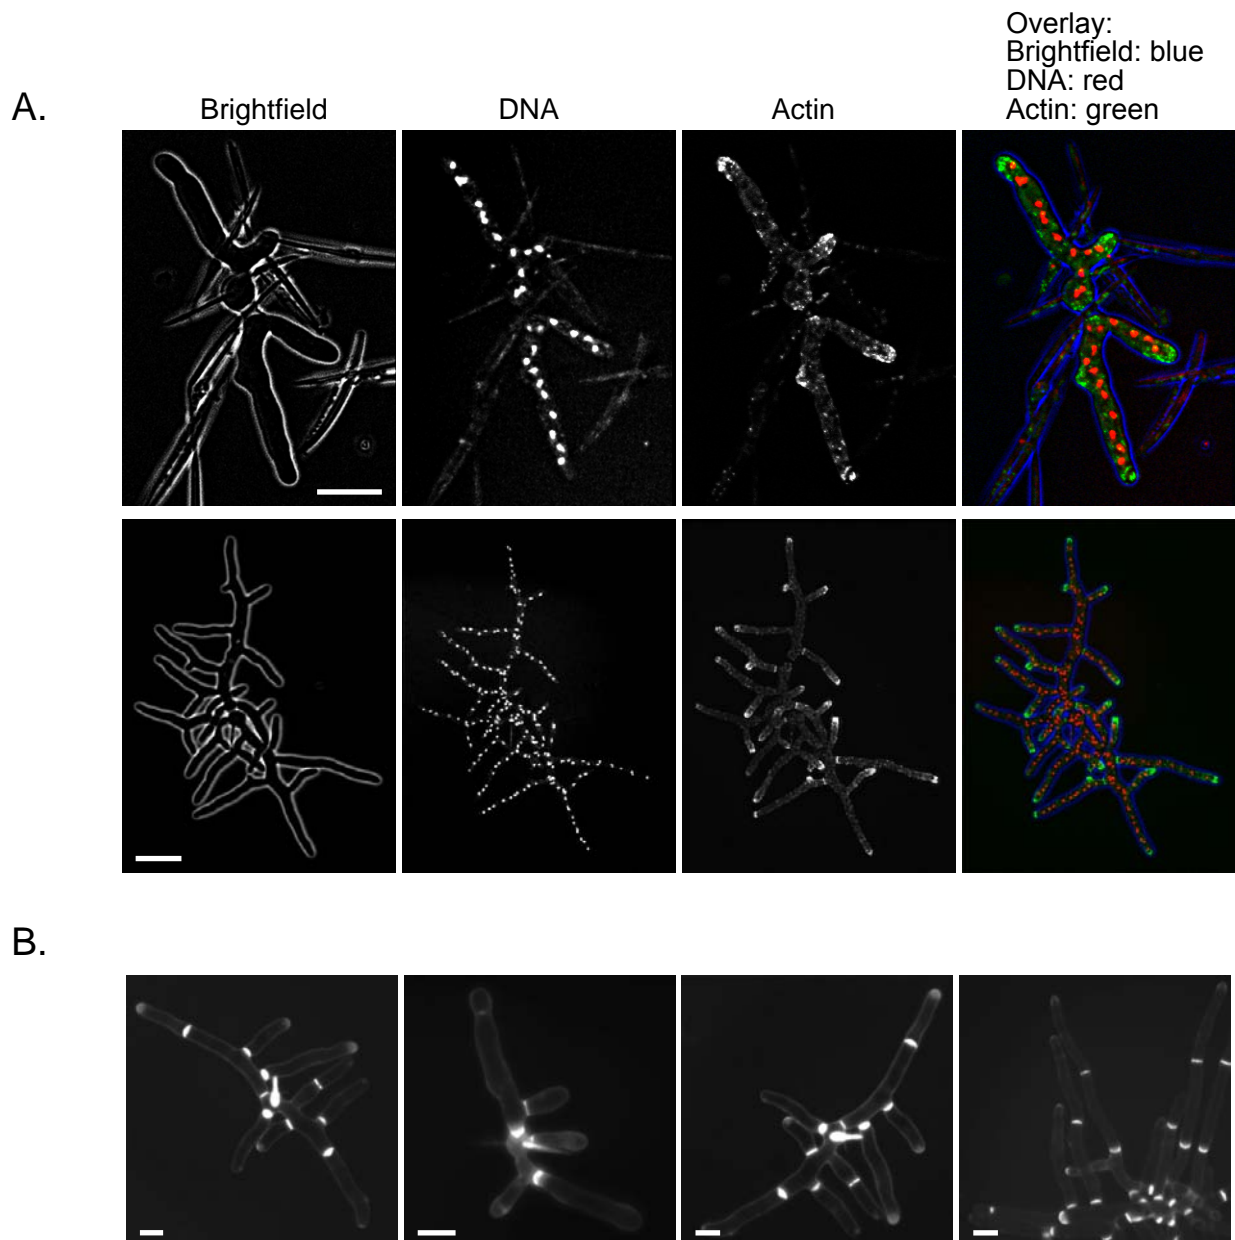 Overlay:
Brightfield: blue
DNA: red
Actin: green
A.
Brightfield
DNA
Actin
B.